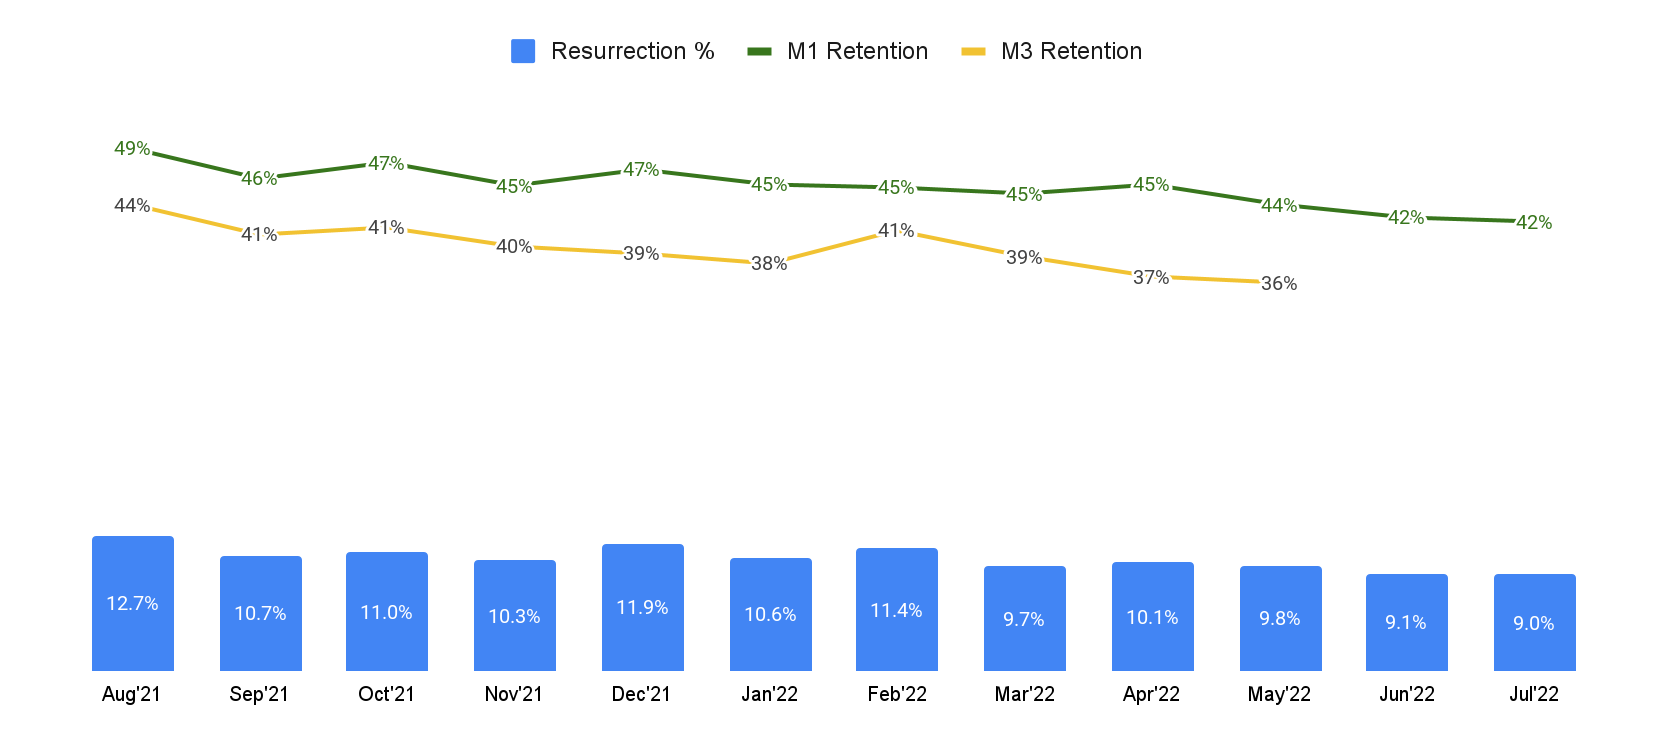 Resurrection % M1 Retention M3 Retention
49% 46% 47% 45% 47% 45% 45% 45% 45% 44% 42% 42%
44% 41% 41% 40% 39% 38% 41% 39% 37% 36%
12.7% 10.7% 11.0% 10.3% 11.9% 10.6% 11.4% 9.7% 10.1% 9.8% 9.1% 9.0%
Aug'21 Sep'21 Oct'21 Nov'21 Dec'21 Jan'22 Feb'22 Mar'22 Apr'22 May'22 Jun'22 Jul'22